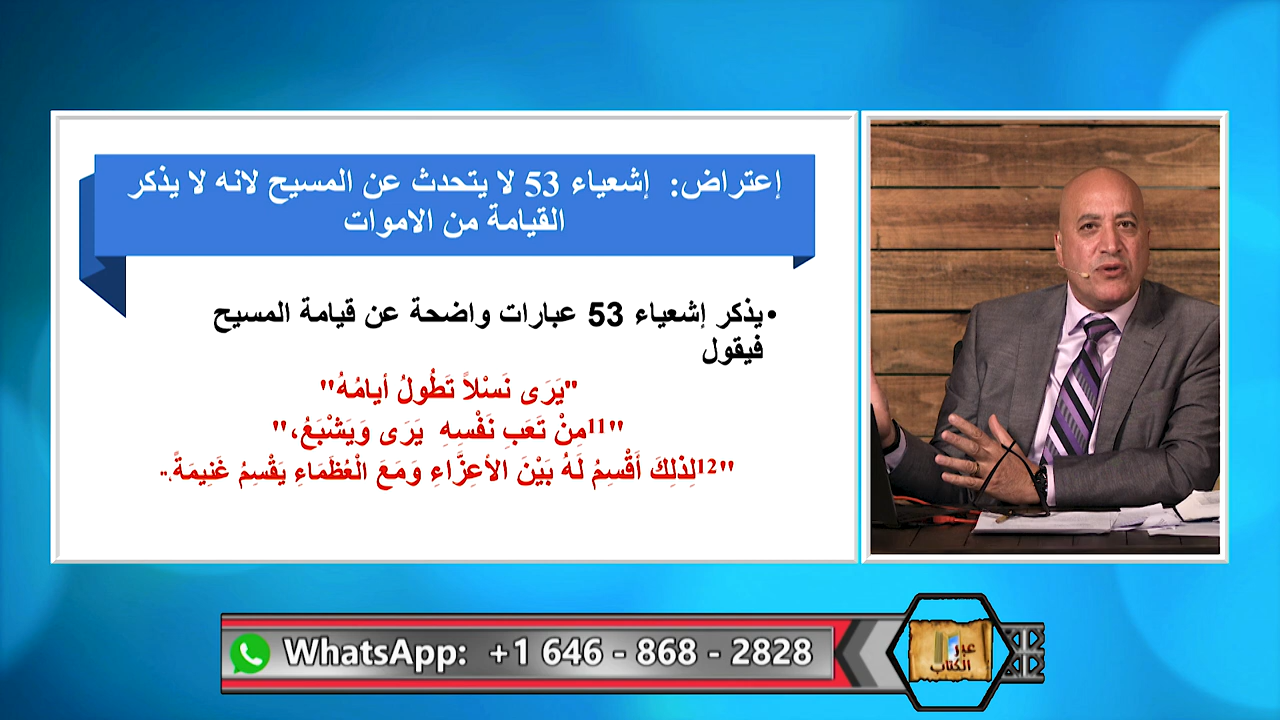 إعتراض: إشعياء 53 لا يتحدث عن المسيح لانه لا يذكر
القيامة من الاموات
•يذكر إشعياء 53 عبارات واضحة عن قيامة المسيح
فيقول
"يَرَى نَسْلاً تَطُولُ أيامُهُ"
"11مِنْ تَعَبِ نَفْسِهِ يَرَى وَيَشْبَعُ،"
"12لِذلِكَ أَقْسِمُ لَهُ بَيْنَ الأعِزَّاءِ وَمَعَ الْعُظَمَاءِ يَقْسِمُ غَنِيمَةً،"
WhatsApp: +1 646 - 868 - 2828
عبر
الكتاب